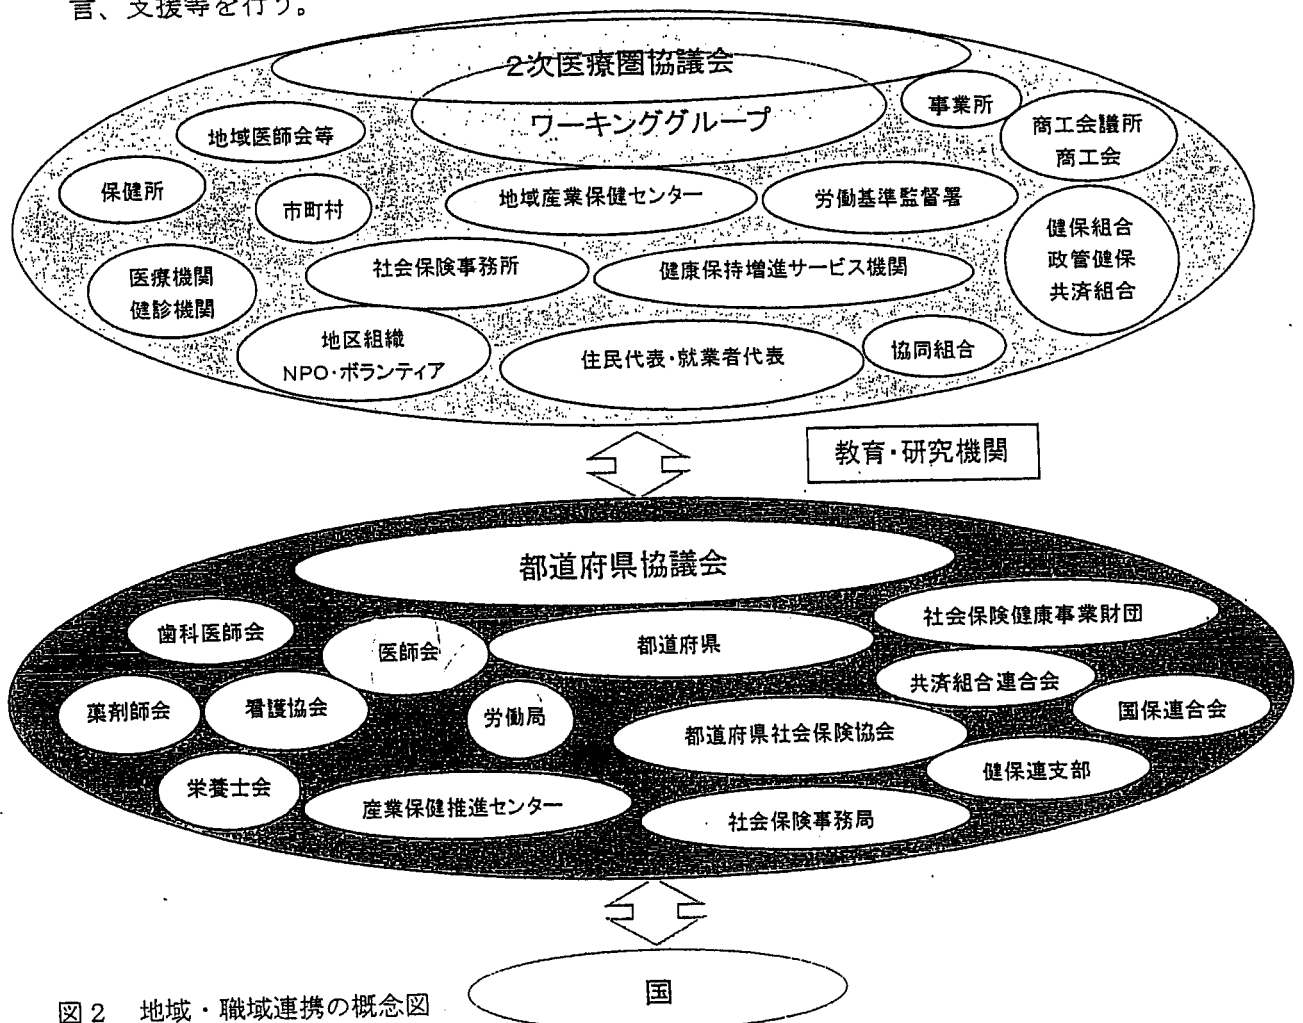 言、支援等を行う。
2次医療圏協議会
ワーキンググループ
事業所
商工会議所
商工会
地域医師会等
保健所
市町村
地域産業保健センター
労働基準監督署
健保組合
政管健保
共済組合
医療機関
健診機関
社会保険事務所
健康保持増進サービス機関
地区組織
NPO・ボランティア
住民代表・就業者代表
協同組合
教育・研究機関
都道府県協議会
歯科医師会
医師会
都道府県
社会保険健康事業財団
薬剤師会
看護協会
労働局
共済組合連合会
国保連合会
都道府県社会保険協会
栄養士会
産業保健推進センター
社会保険事務局
健保連支部
国
図2 地域・職域連携の概念図